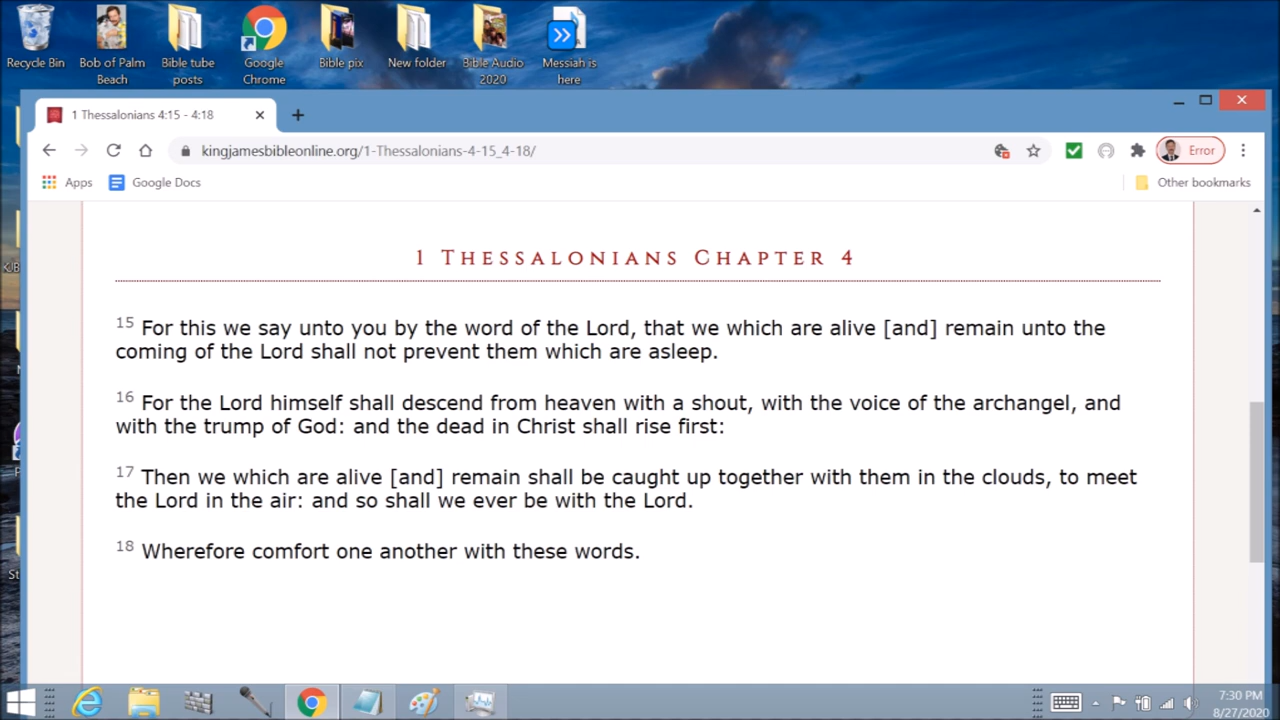 Recycle Bin
Bob of Palm
Beach
Bible tube
posts
Google
Chrome
Bible pix
New folder
Bible Audio
2020
Messiah is
here
1 Thessalonians 4:15 - 4:18
kingjamesbibleonline.org/1-Thessalonians-4-15_4-18/
Error
Apps
Google Docs
Other bookmarks
1 Thessalonians Chapter 4
15 For this we say unto you by the word of the Lord, that we which are alive [and] remain unto the
coming of the Lord shall not prevent them which are asleep.
16 For the Lord himself shall descend from heaven with a shout, with the voice of the archangel, and
with the trump of God: and the dead in Christ shall rise first:
17 Then we which are alive [and] remain shall be caught up together with them in the clouds, to meet
the Lord in the air: and so shall we ever be with the Lord.
18 Wherefore comfort one another with these words.
7:30 PM
8/27/2020